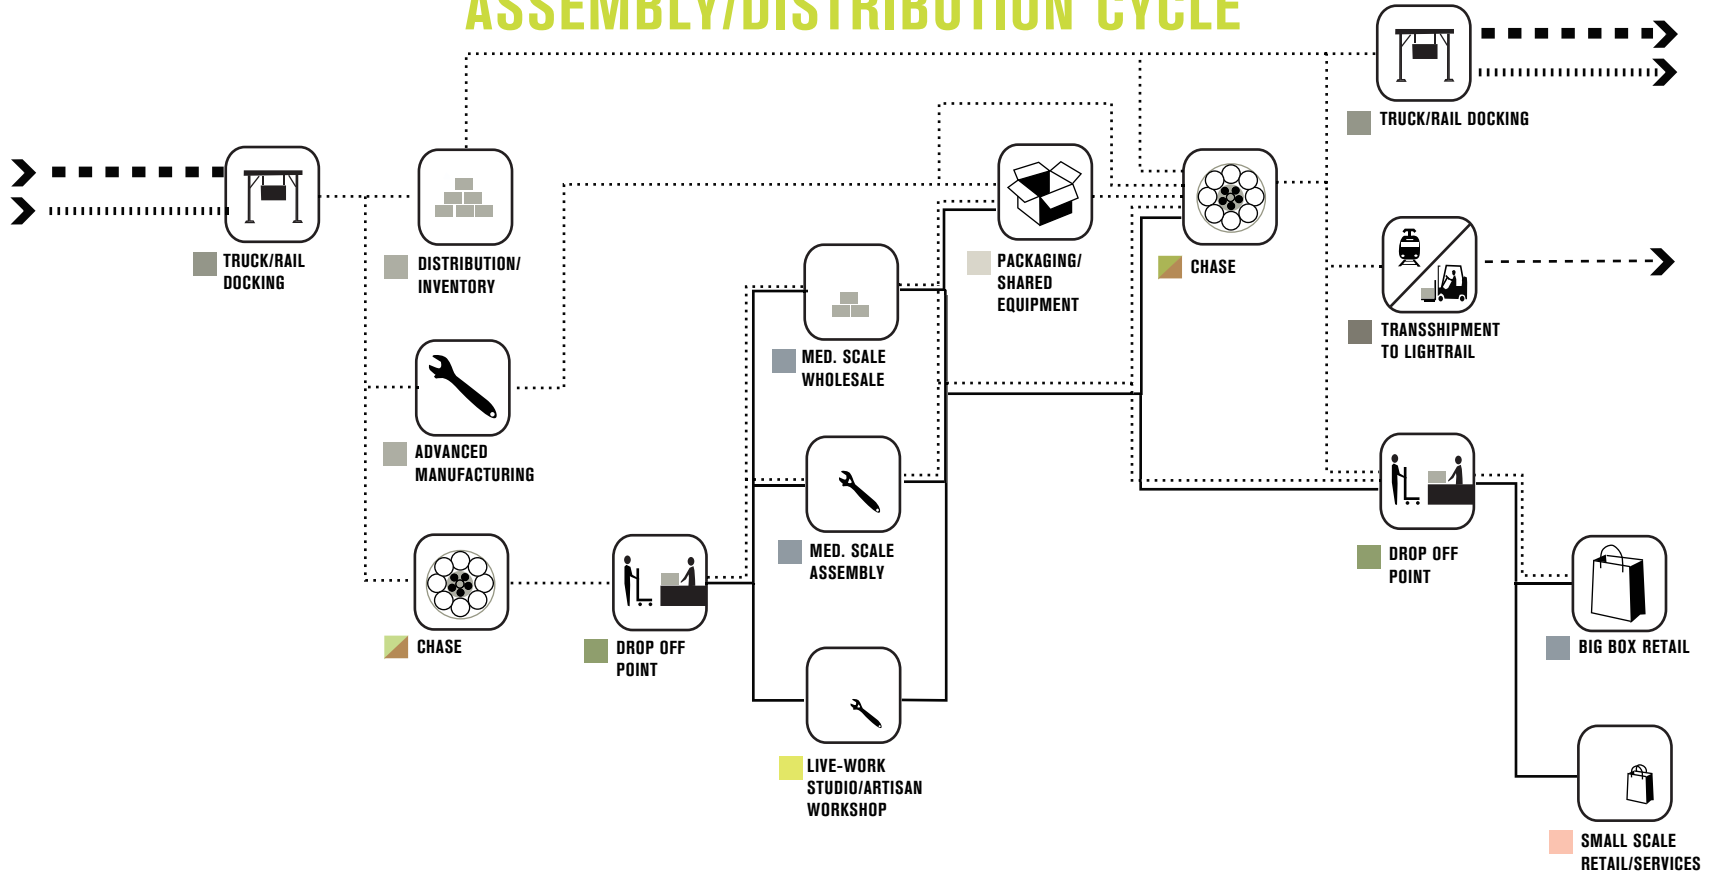 ASSEMBLY/DISTRIBUTION CYCLE
TRUCK/RAIL DOCKING
TRUCK/RAIL
DOCKING
DISTRIBUTION/
INVENTORY
PACKAGING/
SHARED
EQUIPMENT
CHASE
TRANSSHIPMENT
TO LIGHTRAIL
MED. SCALE
WHOLESALE
ADVANCED
MANUFACTURING
MED. SCALE
ASSEMBLY
DROP OFF
POINT
CHASE
DROP OFF
POINT
BIG BOX RETAIL
LIVE-WORK
STUDIO/ARTISAN
WORKSHOP
SMALL SCALE
RETAIL/SERVICES